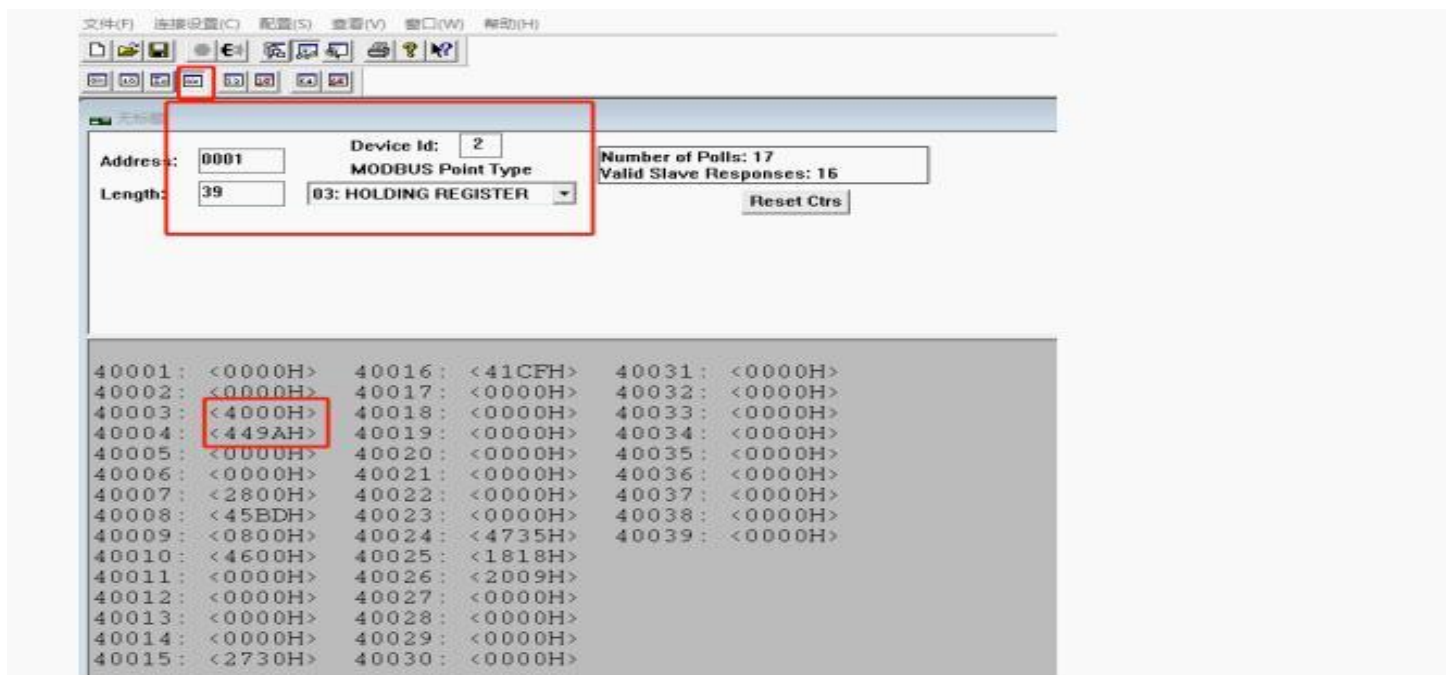 文件(F) 连接设置(C) 配置(S) 查看(V) 窗口(W) 帮助(H)
无标题
Address: 0001 Device Id: 2
MODBUS Point Type
Length: 39 03: HOLDING REGISTER
Number of Polls: 17
Valid Slave Responses: 16
Reset Ctrs
40001: <0000H> 40016: <41CFH> 40031: <0000H>
40002: <0000H> 40017: <0000H> 40032: <0000H>
40003: <4000H> 40018: <0000H> 40033: <0000H>
40004: <449AH> 40019: <0000H> 40034: <0000H>
40005: <0000H> 40020: <0000H> 40035: <0000H>
40006: <0000H> 40021: <0000H> 40036: <0000H>
40007: <2800H> 40022: <0000H> 40037: <0000H>
40008: <45BDH> 40023: <0000H> 40038: <0000H>
40009: <0800H> 40024: <4735H> 40039: <0000H>
40010: <4600H> 40025: <1818H>
40011: <0000H> 40026: <2009H>
40012: <0000H> 40027: <0000H>
40013: <0000H> 40028: <0000H>
40014: <0000H> 40029: <0000H>
40015: <2730H> 40030: <0000H>